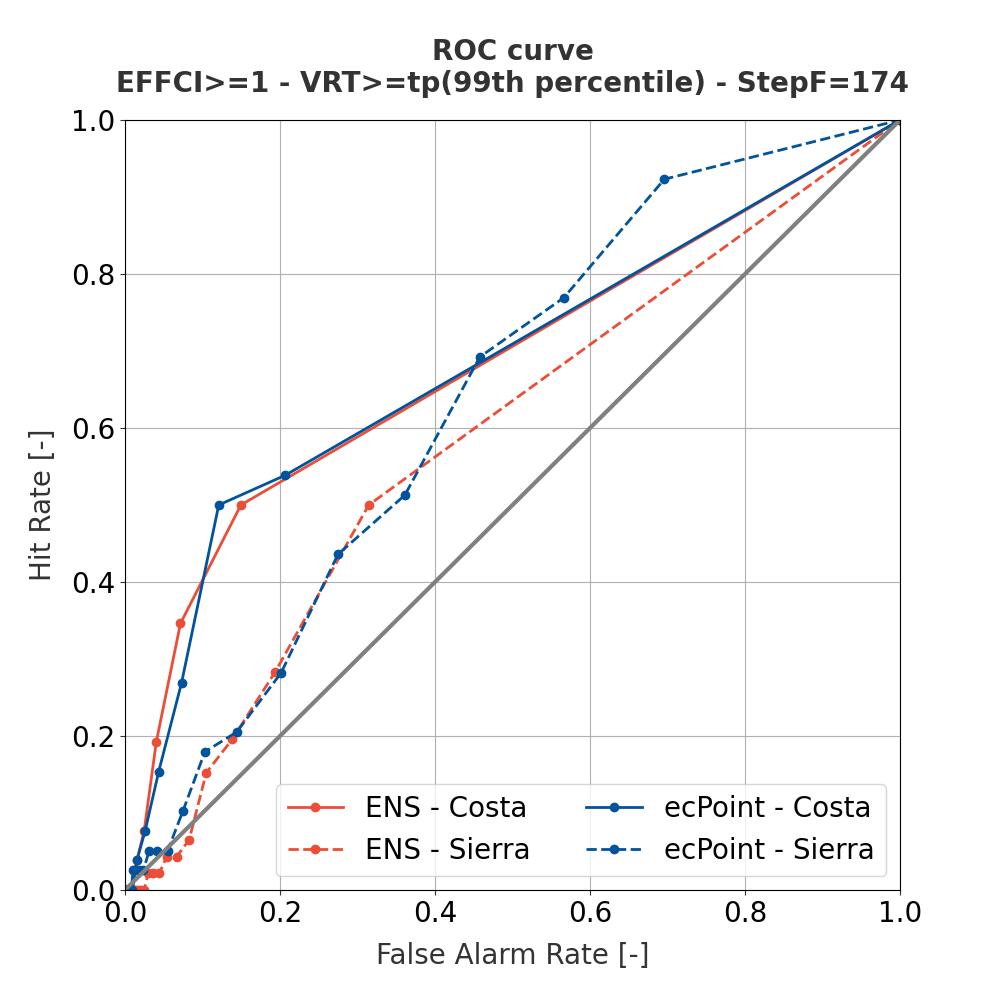 ROC curve
EFFCI>=1 - VRT>=tp(99th percentile) - StepF=174
1.0
0.8
0.6
0.4
0.2
0.0
Hit Rate [-]
ENS - Costa
ENS - Sierra
ecPoint - Costa
ecPoint - Sierra
0.0 0.2 0.4 0.6 0.8 1.0
False Alarm Rate [-]